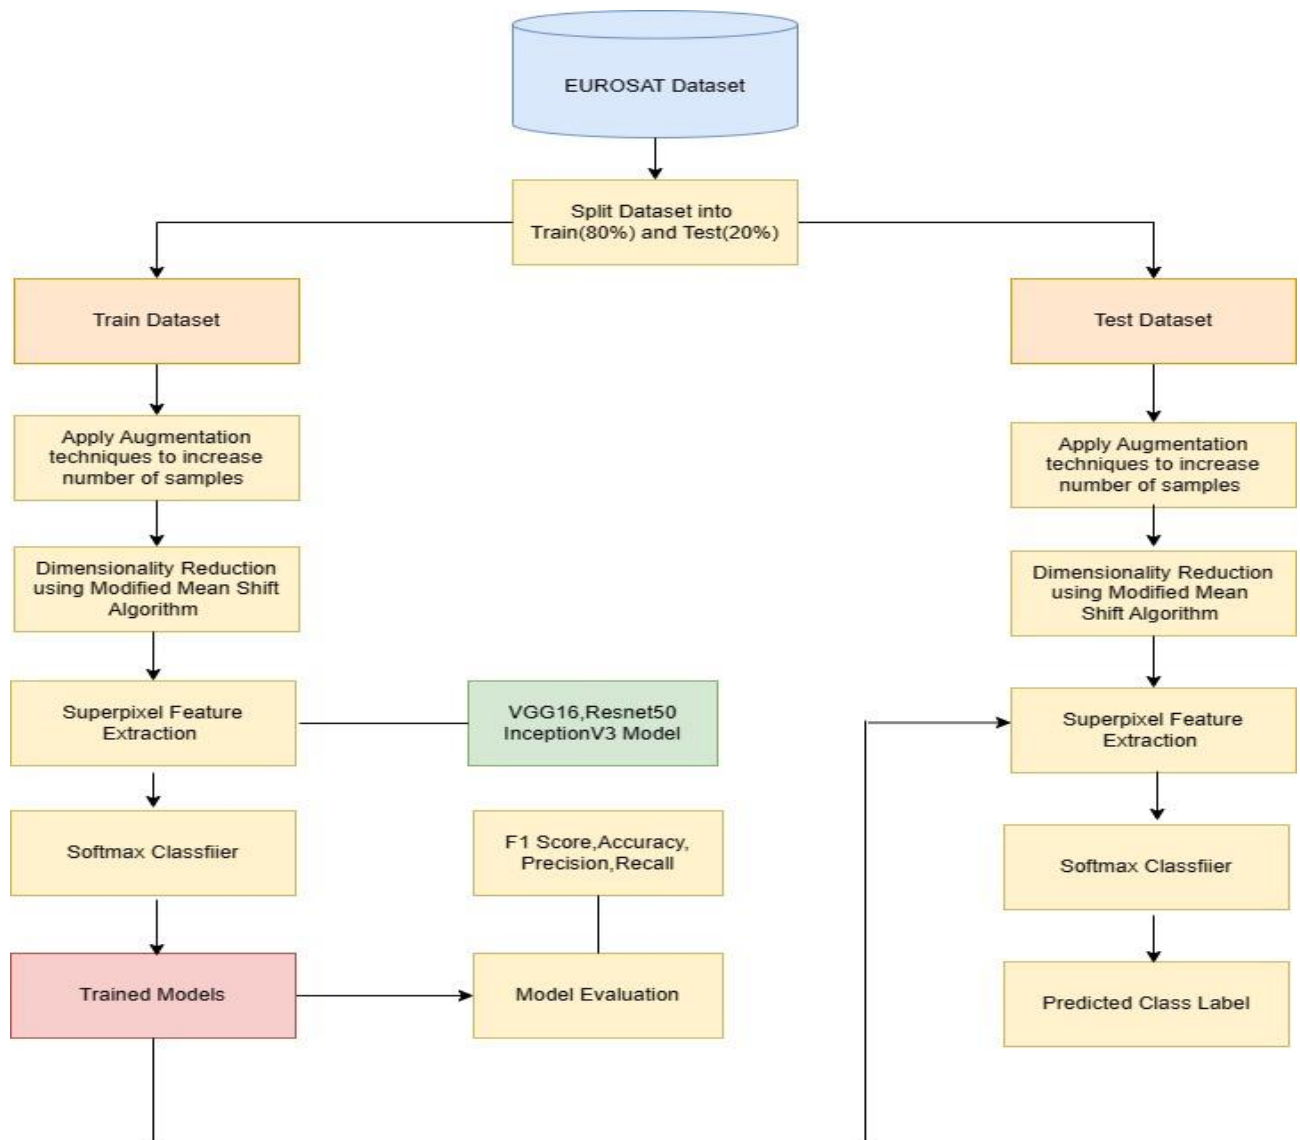 EUROSAT Dataset
Split Dataset into
Train(80%) and Test(20%)
Train Dataset
Apply Augmentation
techniques to increase
number of samples
Dimensionality Reduction
using Modified Mean Shift
Algorithm
Superpixel Feature
Extraction
VGG16,Resnet50
InceptionV3 Model
Softmax Classfiier
F1 Score,Accuracy,
Precision,Recall
Trained Models
Model Evaluation
Test Dataset
Apply Augmentation
techniques to increase
number of samples
Dimensionality Reduction
using Modified Mean
Shift Algorithm
Superpixel Feature
Extraction
Softmax Classfiier
Predicted Class Label